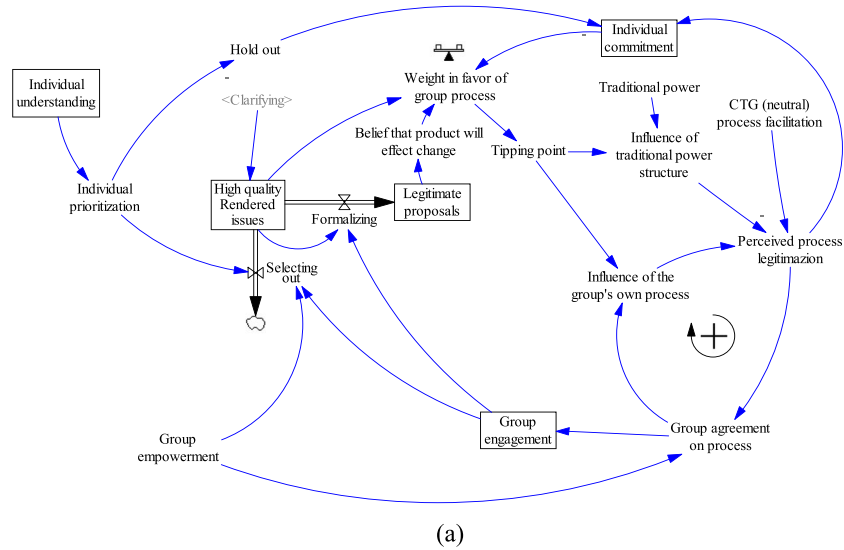 Hold out
-
Individual
commitment
-
Individual
understanding
-
<Clarifying>
Weight in favor of
group process
Traditional power
CTG (neutral)
process facilitation
Belief that product will
effect change
Tipping point
Influence of
traditional power
structure
Individual
prioritization
High quality
Rendered
issues
Formalizing
Legitimate
proposals
-
Perceived process
legitimazion
Selecting
out
Influence of the
group's own process
Group
empowerment
Group
engagement
Group agreement
on process
(a)